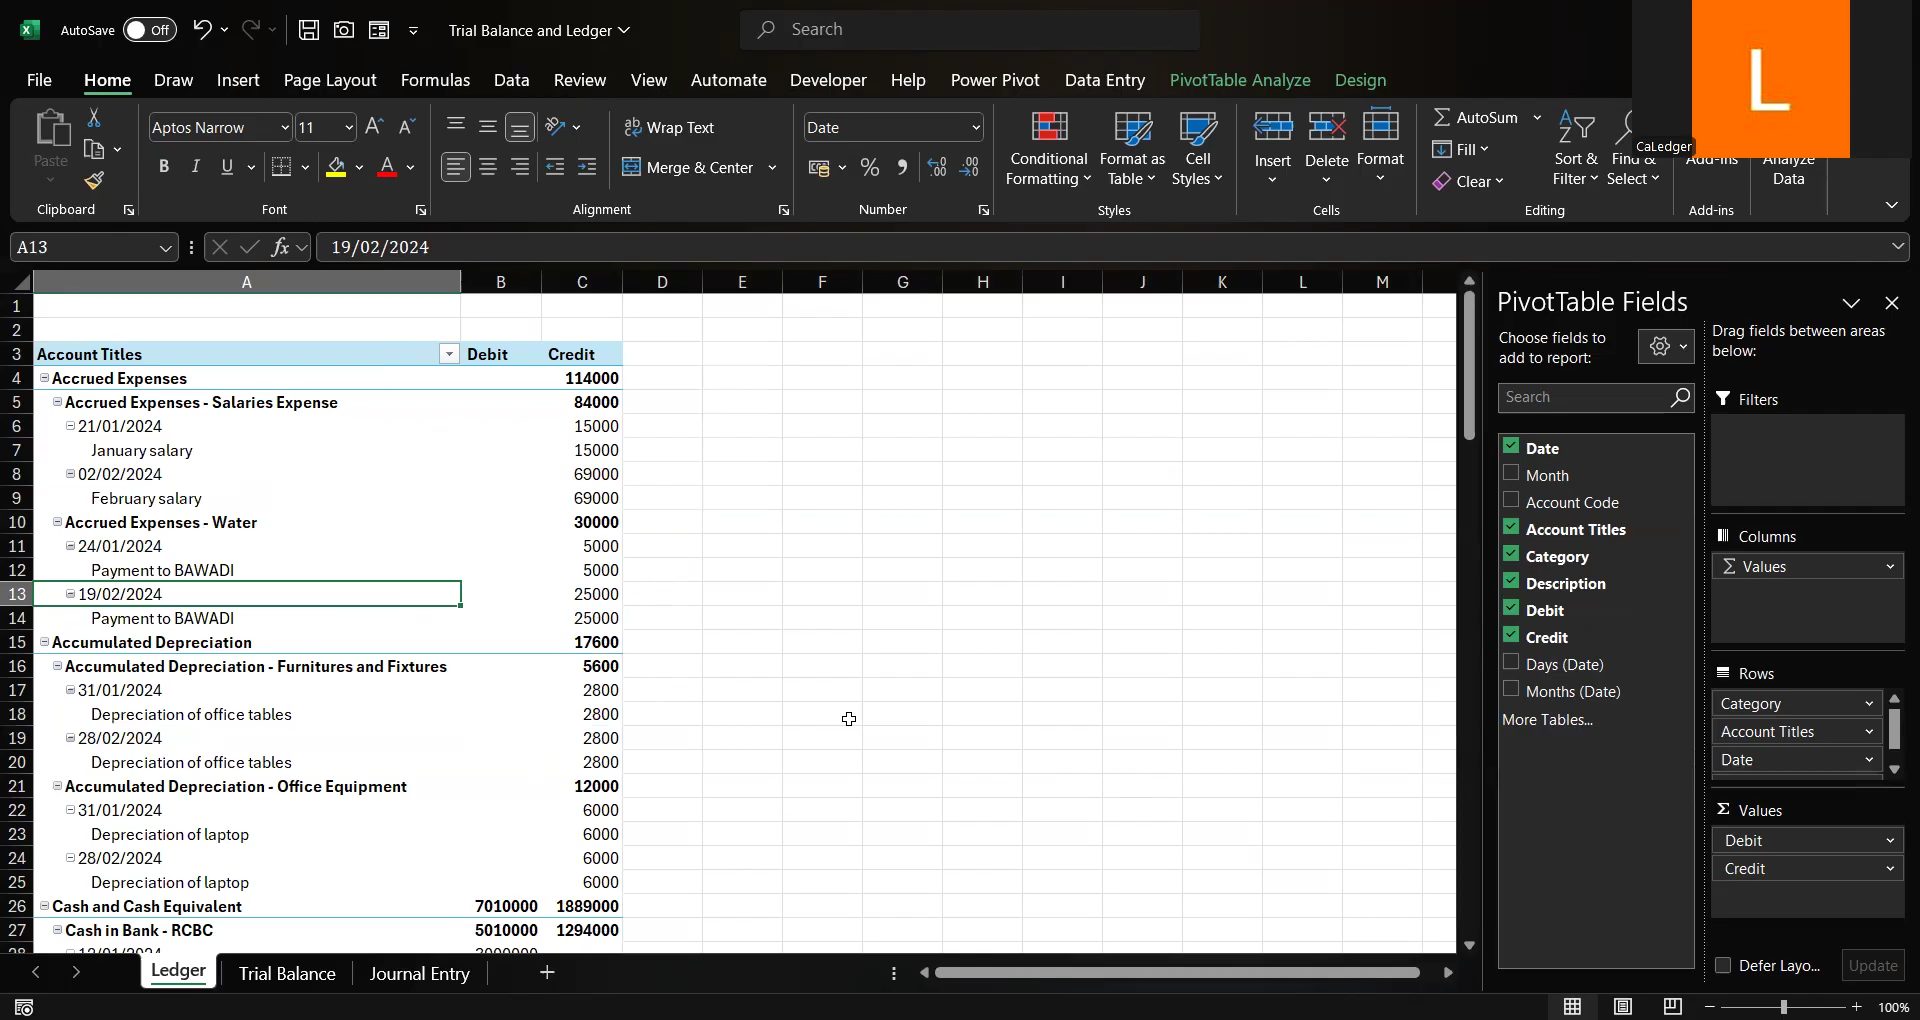 AutoSave Off Trial Balance and Ledger Search L
File Home Draw Insert Page Layout Formulas Data Review View Automate Developer Help Power Pivot Data Entry PivotTable Analyze Design
Paste
Clipboard
Aptos Narrow 11
B I U A
Font
Wrap Text
Merge & Center
Alignment
Date
%
Number
Conditional Formatting
Format as Table
Cell Styles
Styles
Insert Delete Format
Cells
AutoSum
Fill
Clear
Sort & Filter
Find & Select
Editing
CaLedger
Add-ins
Add-ins
Analyze Data
A13 fx 19/02/2024
A B C D E F G H I J K L M
1
2
3 Account Titles Debit Credit
4 Accrued Expenses 114000
5 Accrued Expenses - Salaries Expense 84000
6 21/01/2024 15000
7 January salary 15000
8 02/02/2024 69000
9 February salary 69000
10 Accrued Expenses - Water 30000
11 24/01/2024 5000
12 Payment to BAWADI 5000
13 19/02/2024 25000
14 Payment to BAWADI 25000
15 Accumulated Depreciation 17600
16 Accumulated Depreciation - Furnitures and Fixtures 5600
17 31/01/2024 2800
18 Depreciation of office tables 2800
19 28/02/2024 2800
20 Depreciation of office tables 2800
21 Accumulated Depreciation - Office Equipment 12000
22 31/01/2024 6000
23 Depreciation of laptop 6000
24 28/02/2024 6000
25 Depreciation of laptop 6000
26 Cash and Cash Equivalent 7010000 1889000
27 Cash in Bank - RCBC 5010000 1294000
Ledger Trial Balance Journal Entry
PivotTable Fields
Choose fields to add to report:
Search
Date
Month
Account Code
Account Titles
Category
Description
Debit
Credit
Days (Date)
Months (Date)
More Tables...
Drag fields between areas below:
Filters
Columns
Σ Values
Rows
Category
Account Titles
Date
Σ Values
Debit
Credit
Defer Layo... Update
100%